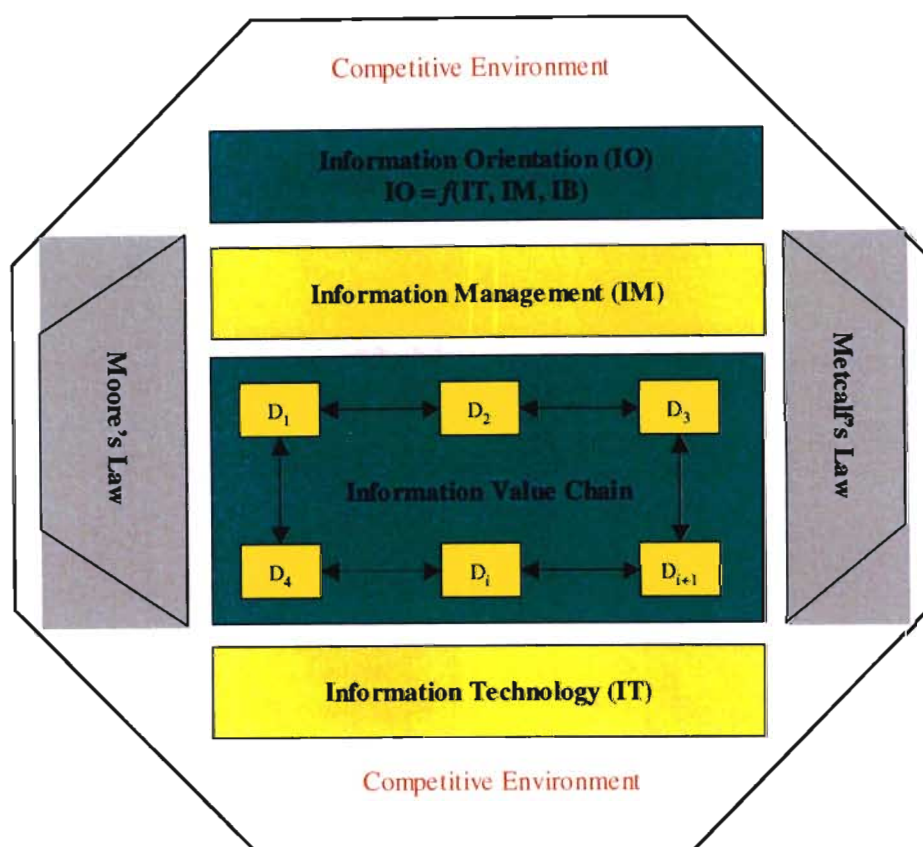 Competitive Environment
Information Orientation (IO)
IO = f(IT, IM, IB)
Information Management (IM)
Moore's Law
D1
D2
D3
Information Value Chain
D4
Di
Di+1
Metcalf's Law
Information Technology (IT)
Competitive Environment